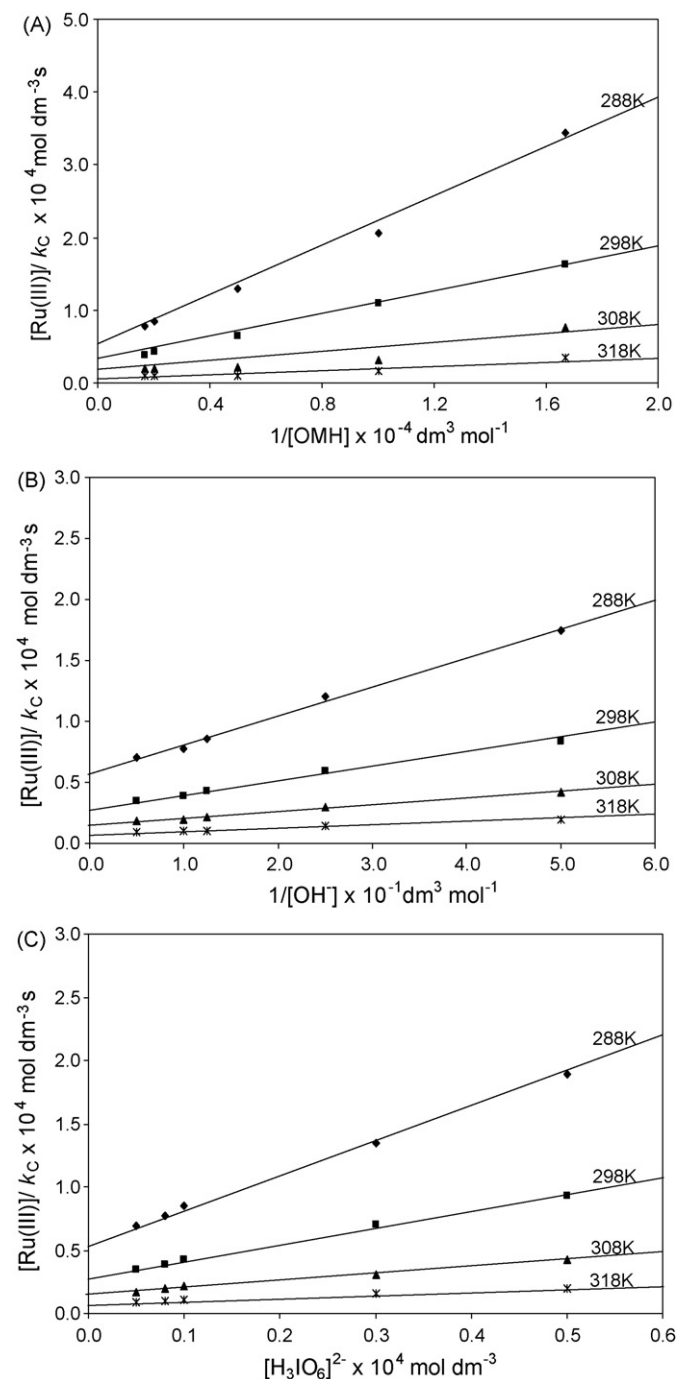 (A)
5.0
4.0
3.0
2.0
1.0
0.0
[Ru(III)]/ k_C x 10⁴ mol dm⁻³s
288K
298K
308K
318K
0.0 0.4 0.8 1.2 1.6 2.0
1/[OMH] x 10⁻⁴ dm³ mol⁻¹
(B)
3.0
2.5
2.0
1.5
1.0
0.5
0.0
[Ru(III)]/ k_C x 10⁴ mol dm⁻³s
288K
298K
308K
318K
0.0 1.0 2.0 3.0 4.0 5.0 6.0
1/[OH⁻] x 10⁻¹dm³ mol⁻¹
(C)
3.0
2.5
2.0
1.5
1.0
0.5
0.0
[Ru(III)]/ k_C x 10⁴ mol dm⁻³s
288K
298K
308K
318K
0.0 0.1 0.2 0.3 0.4 0.5 0.6
[H₃IO₆]²⁻ x 10⁴ mol dm⁻³